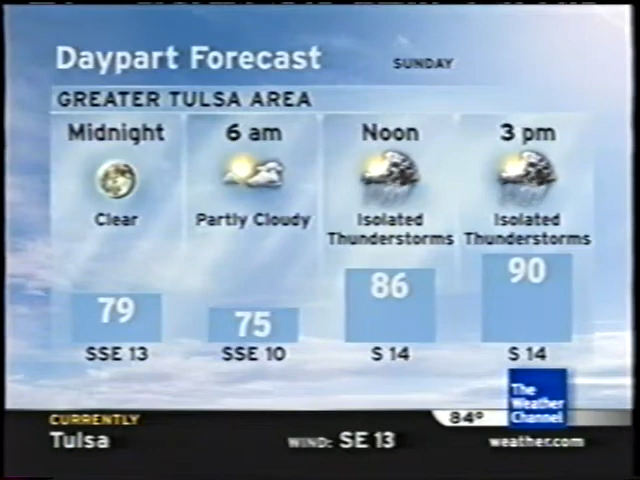 Daypart Forecast
SUNDAY
GREATER TULSA AREA
Midnight 6 am Noon 3 pm
Clear Partly Cloudy Isolated Thunderstorms Isolated Thunderstorms
79 75 86 90
SSE 13 SSE 10 S 14 S 14
The Weather Channel
CURRENTLY 84°
Tulsa WIND: SE 13 weather.com